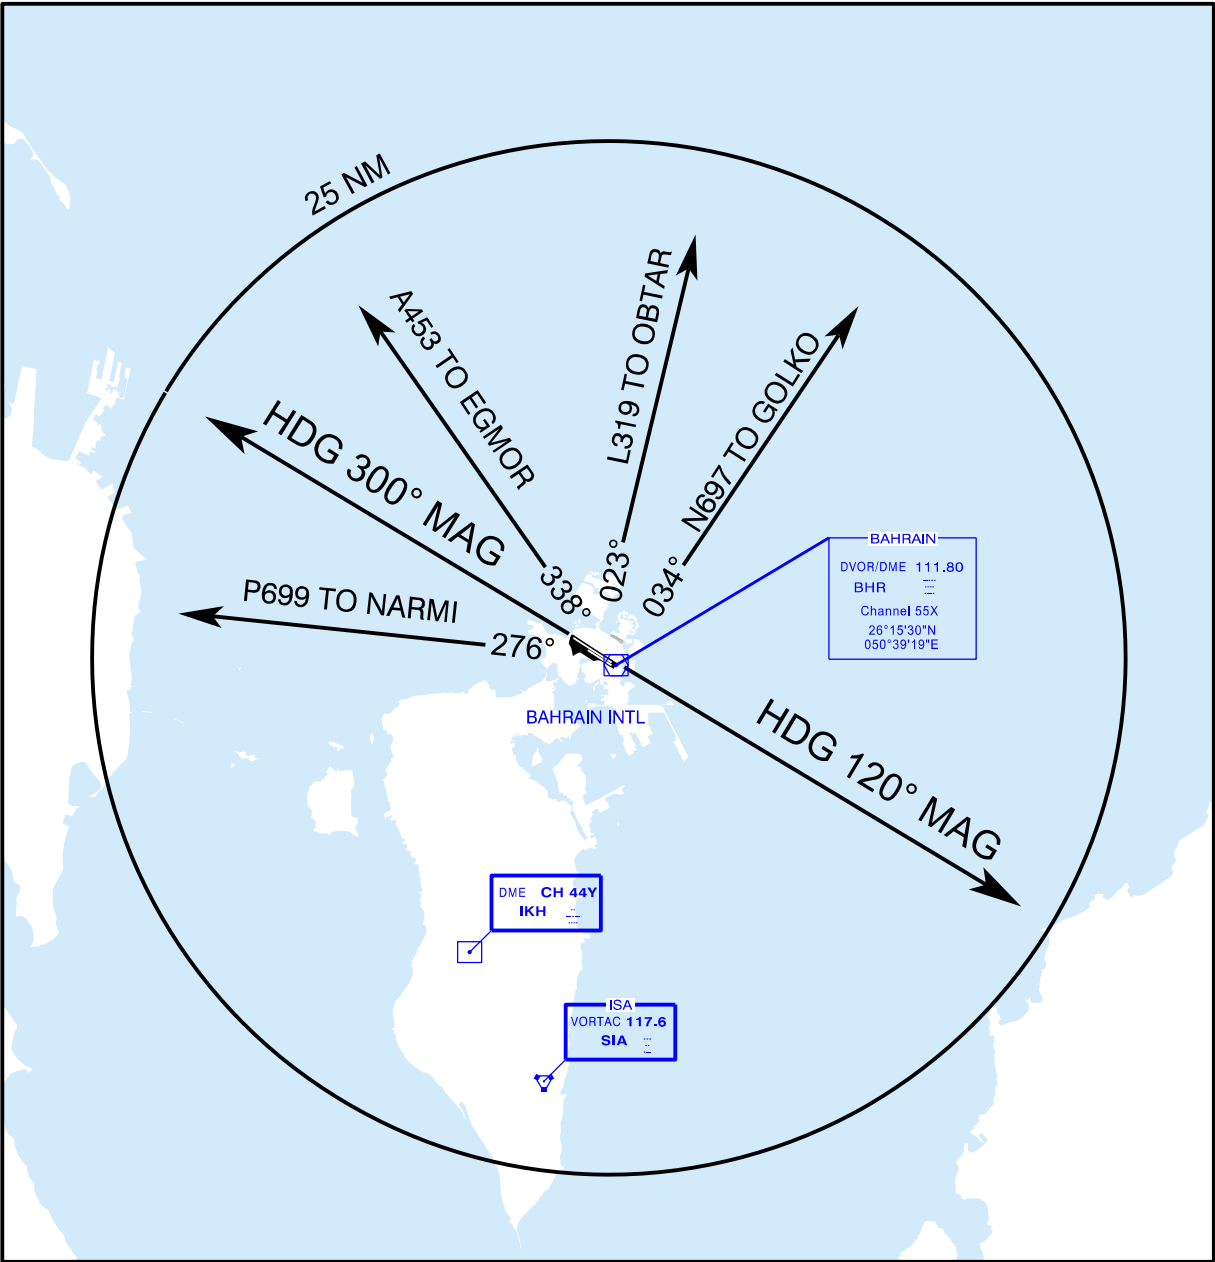 25 NM
A453 TO EGMOR
L319 TO OBTAR
N697 TO GOLKO
HDG 300° MAG
P699 TO NARMI
338°
023°
034°
276°
BAHRAIN
DVOR/DME 111.80
BHR
Channel 55X
26°15'30"N
050°39'19"E
BAHRAIN INTL
HDG 120° MAG
DME CH 44Y
IKH
ISA
VORTAC 117.6
SIA